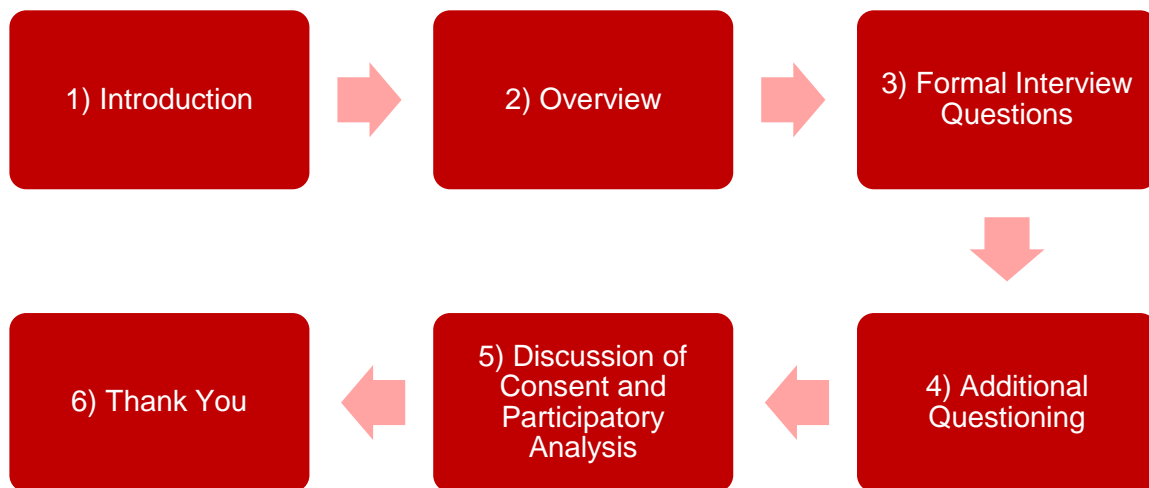 1) Introduction
2) Overview
3) Formal Interview
Questions
4) Additional
Questioning
5) Discussion of
Consent and
Participatory
Analysis
6) Thank You